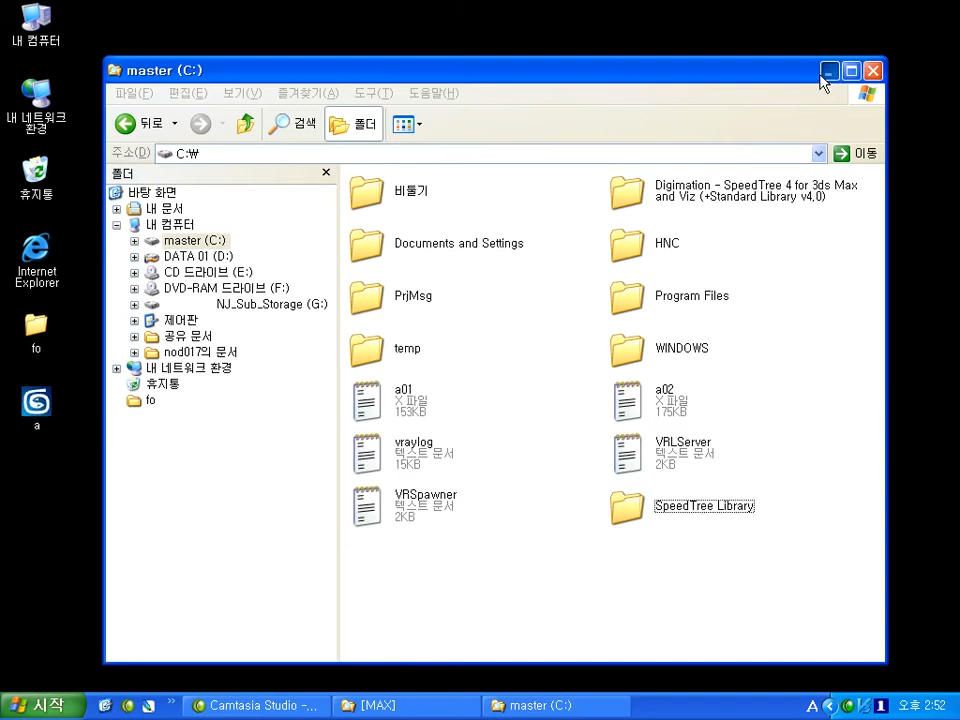 내 컴퓨터
내 네트워크
환경
휴지통
Internet
Explorer
fo
a
master (C:)
파일(F) 편집(E) 보기(V) 즐겨찾기(A) 도구(T) 도움말(H)
뒤로 검색 폴더
주소(D) C:₩ 이동
폴더
바탕 화면
내 문서
내 컴퓨터
master (C:)
DATA 01 (D:)
CD 드라이브 (E:)
DVD-RAM 드라이브 (F:)
NJ_Sub_Storage (G:)
제어판
공유 문서
nod017의 문서
내 네트워크 환경
휴지통
fo
비둘기
Digimation - SpeedTree 4 for 3ds Max
and Viz (+Standard Library v4,0)
Documents and Settings
HNC
PrjMsg
Program Files
temp
WINDOWS
a01
X 파일
153KB
a02
X 파일
175KB
vraylog
텍스트 문서
15KB
VRLServer
텍스트 문서
2KB
VRSpawner
텍스트 문서
2KB
SpeedTree Library
시작 Camtasia Studio -... [MAX] master (C:) A 1 오후 2:52